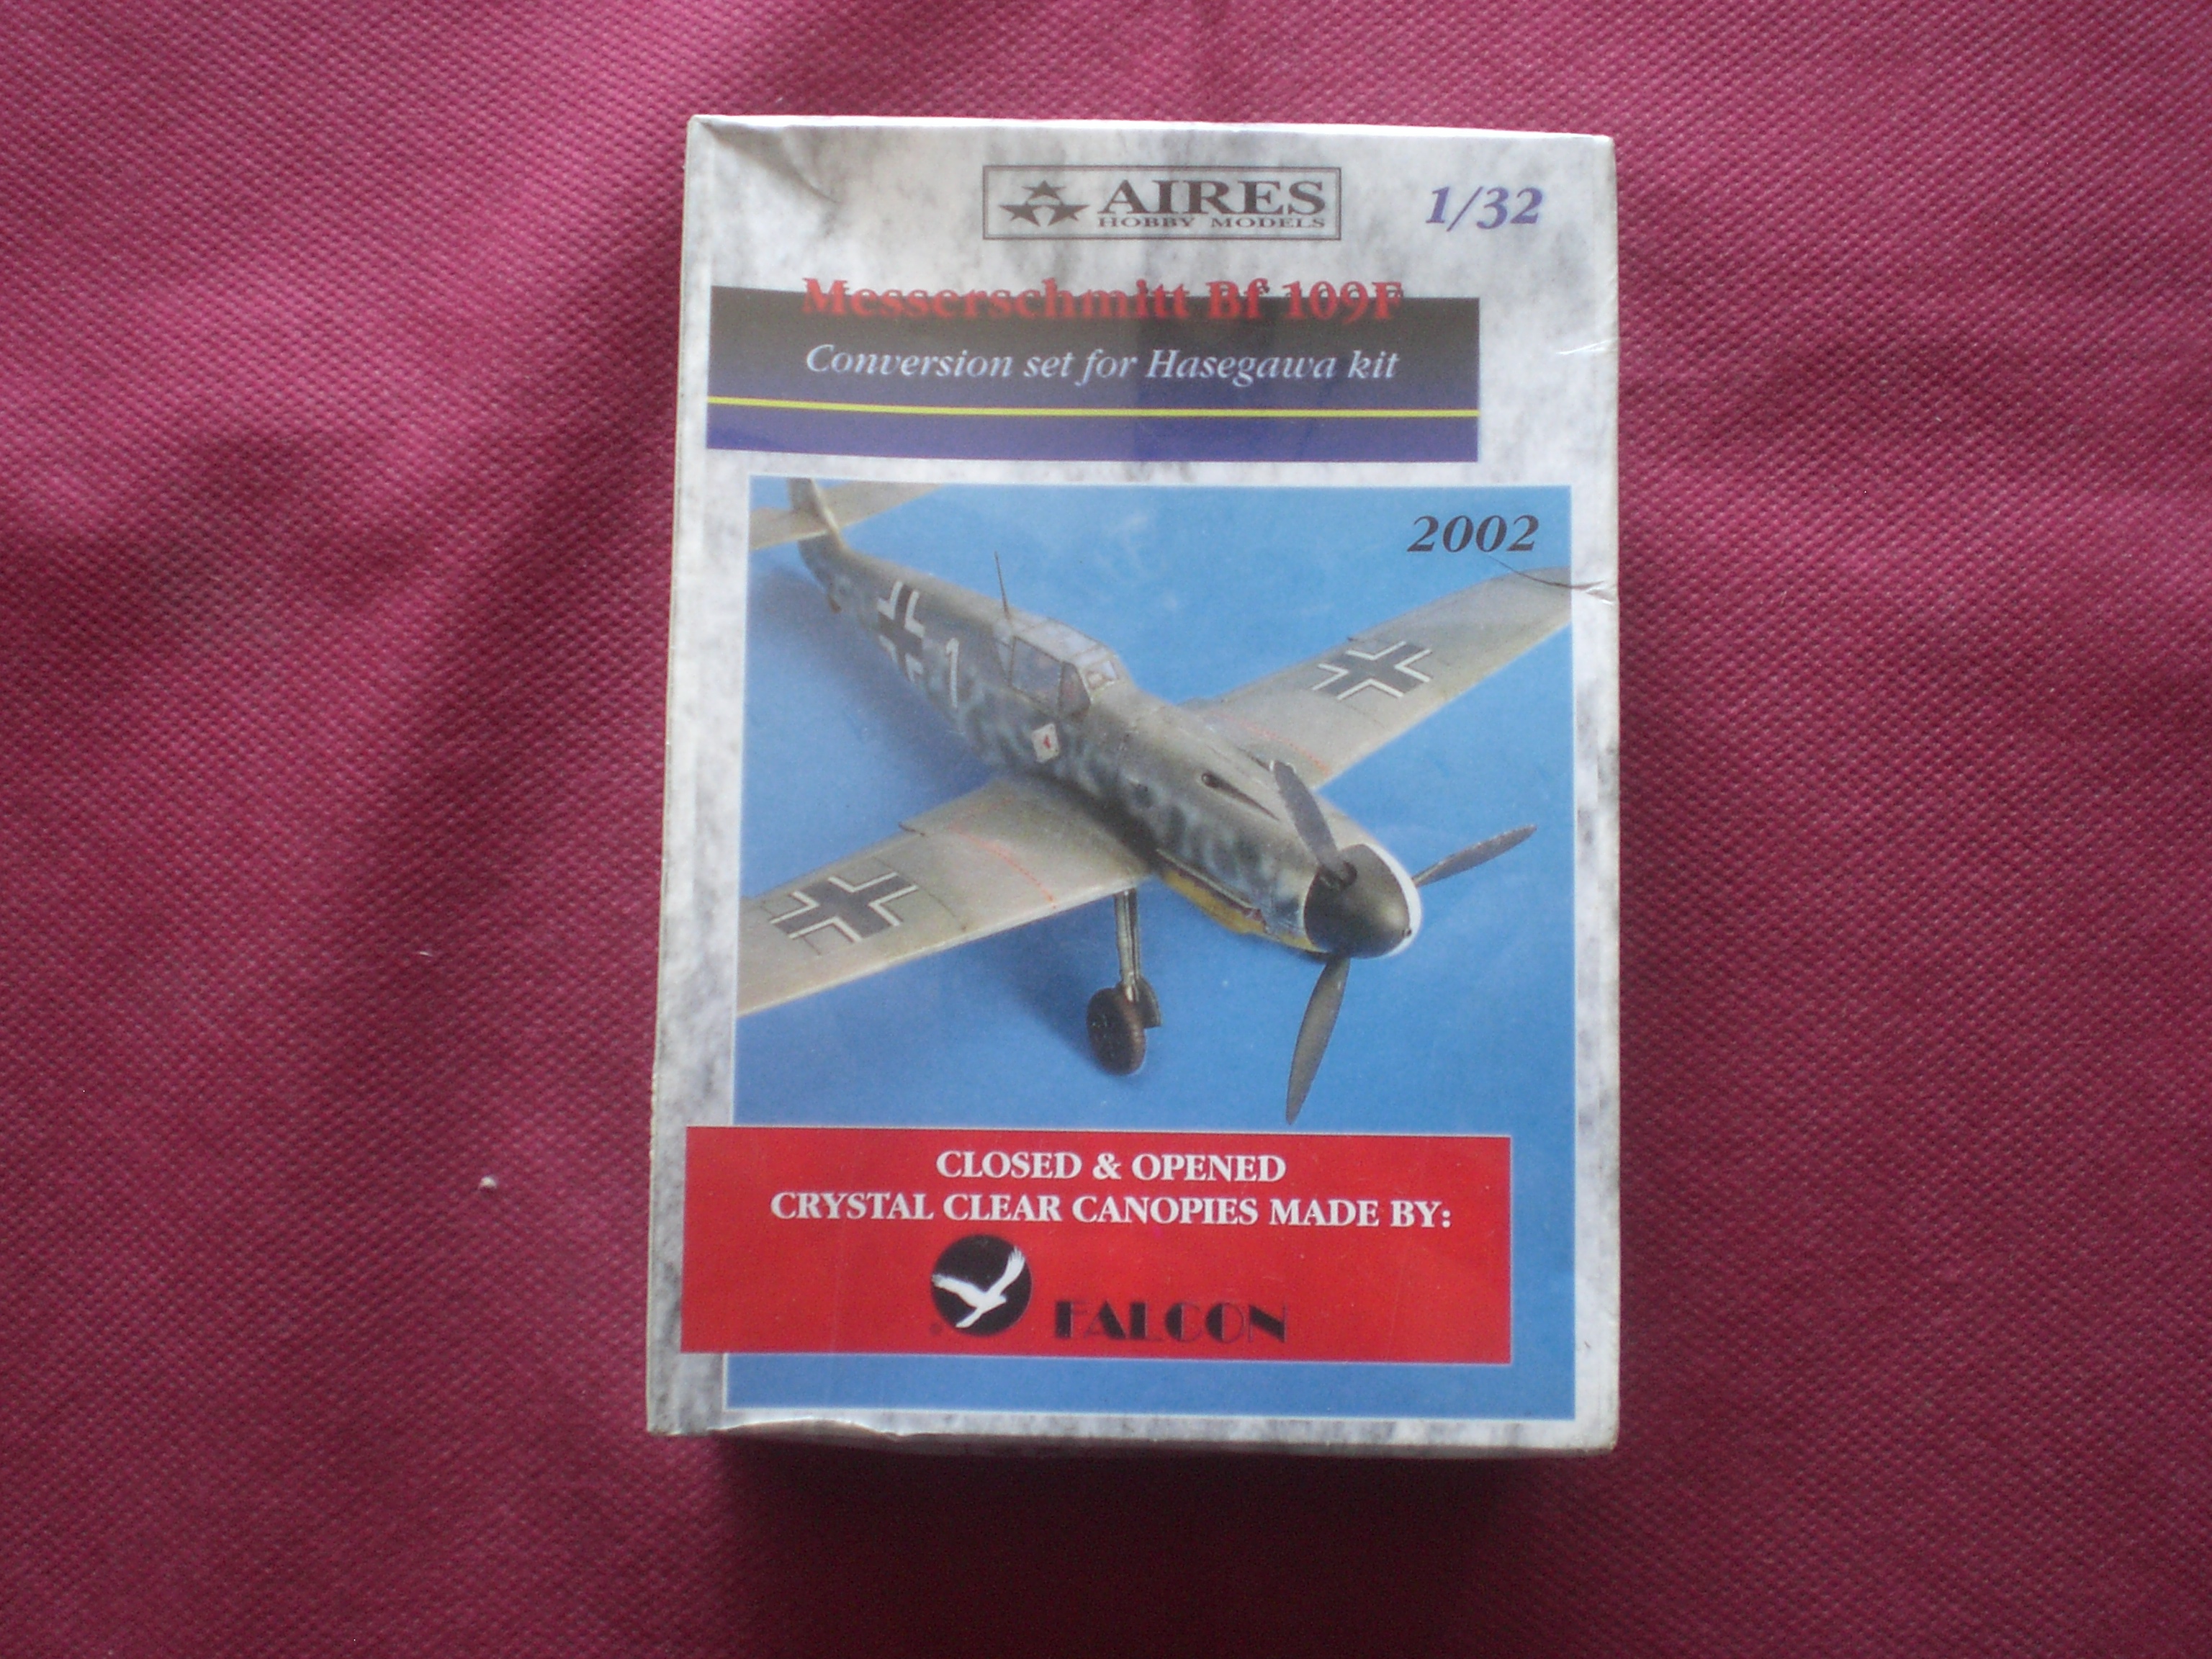 AIRES
HOBBY MODELS
1/32
Messerschmitt Bf 109F
Conversion set for Hasegawa kit
2002
1
CLOSED & OPENED
CRYSTAL CLEAR CANOPIES MADE BY:
FALCON